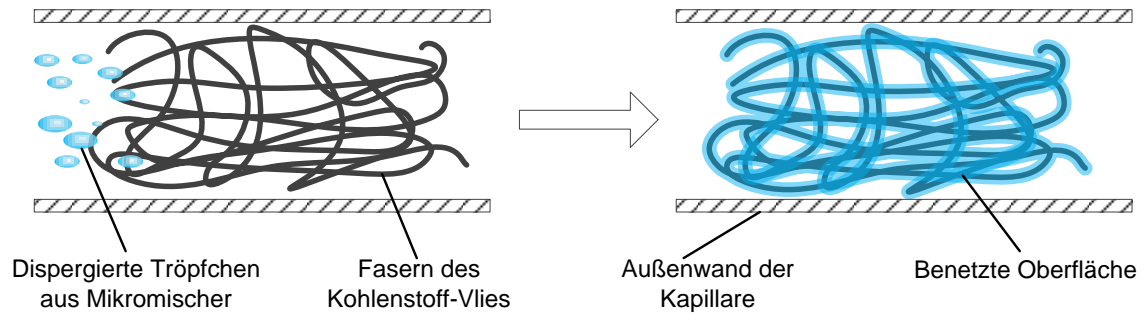 Dispergierte Tröpfchen
aus Mikromischer
Fasern des
Kohlenstoff-Vlies
Außenwand der
Kapillare
Benetzte Oberfläche